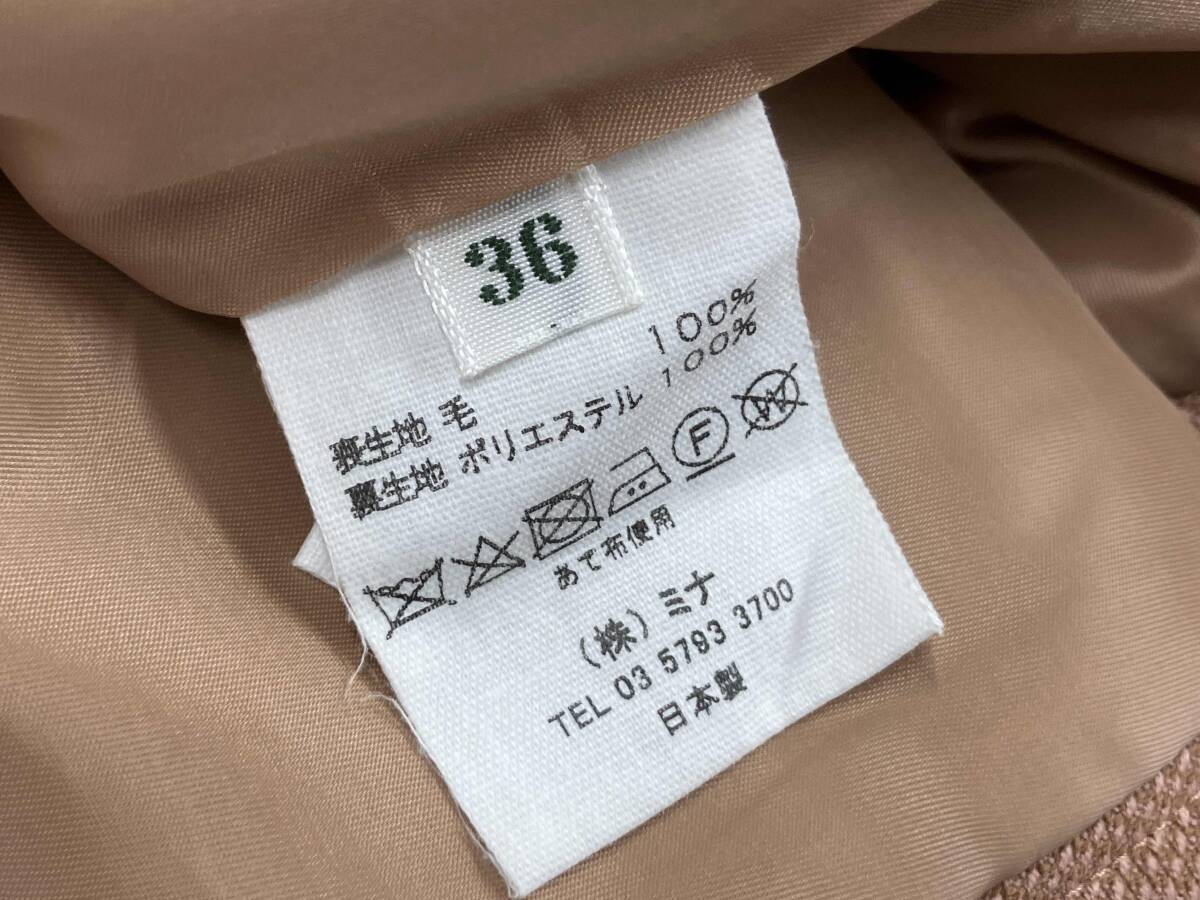 36
表生地 毛 100%
裏生地 ポリエステル 100%
F
W
あて布使用
(株) ミナ
TEL 03 5793 3700
日本製